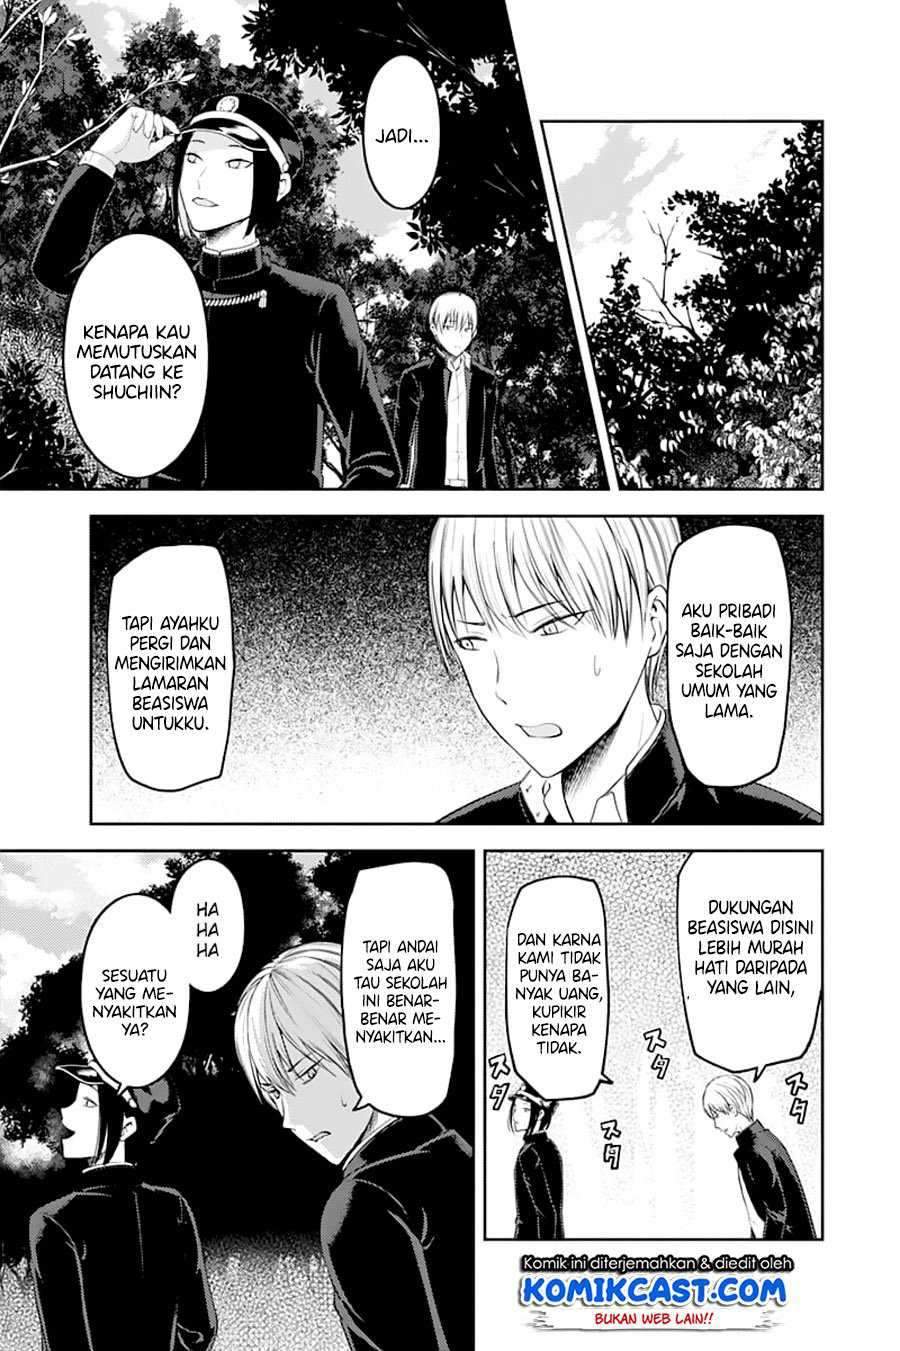 JADI...
KENAPA KAU
MEMUTUSKAN
DATANG KE
SHUCHIIN?
AKU PRIBADI
BAIK-BAIK
SAJA DENGAN
SEKOLAH
UMUM YANG
LAMA.
TAPI AYAHKU
PERGI DAN
MENGIRIMKAN
LAMARAN
BEASISWA
UNTUKKU.
DUKUNGAN
BEASISWA DISINI
LEBIH MURAH
HATI DARIPADA
YANG LAIN,
DAN KARNA
KAMI TIDAK
PUNYA BA-
NYAK UANG,
KUPIKIR
KENAPA
TIDAK.
スタ
スタ
スタ
スタ
TAPI ANDAI
SAJA AKU
TAU SEKOLAH
INI BENAR-
BENAR ME-
NYAKITKAN...
HA
HA
HA
SESUATU
YANG ME-
NYAKITKAN
YA?
Komik ini diterjemahkan & diedit oleh
KOMIKCAST.COM
BUKAN WEB LAIN!!